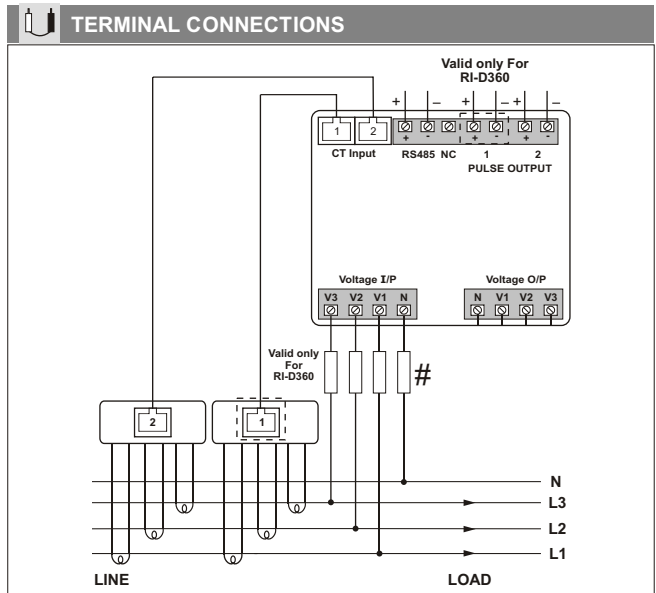 TERMINAL CONNECTIONS
Valid only For
RI-D360
+ – + – + –
1 2
+ - + - + -
CT Input RS485 NC 1 2
PULSE OUTPUT
Voltage I/P Voltage O/P
V3 V2 V1 N N V1 V2 V3
Valid only
For
RI-D360
#
2 1
N
L3
L2
L1
LINE LOAD